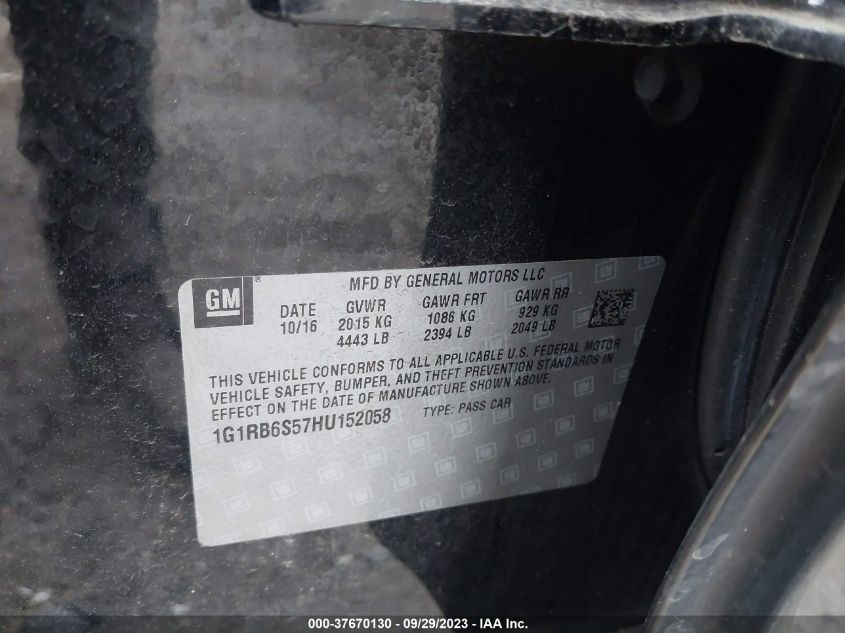 GM
®
MFD BY GENERAL MOTORS LLC
DATE GVWR GAWR FRT GAWR RR
10/16 2015 KG 1086 KG 929 KG
4443 LB 2394 LB 2049 LB
THIS VEHICLE CONFORMS TO ALL APPLICABLE U.S. FEDERAL MOTOR
VEHICLE SAFETY, BUMPER, AND THEFT PREVENTION STANDARDS IN
EFFECT ON THE DATE OF MANUFACTURE SHOWN ABOVE.
1G1RB6S57HU152058 TYPE: PASS CAR
000-37670130 - 09/29/2023 - IAA Inc.